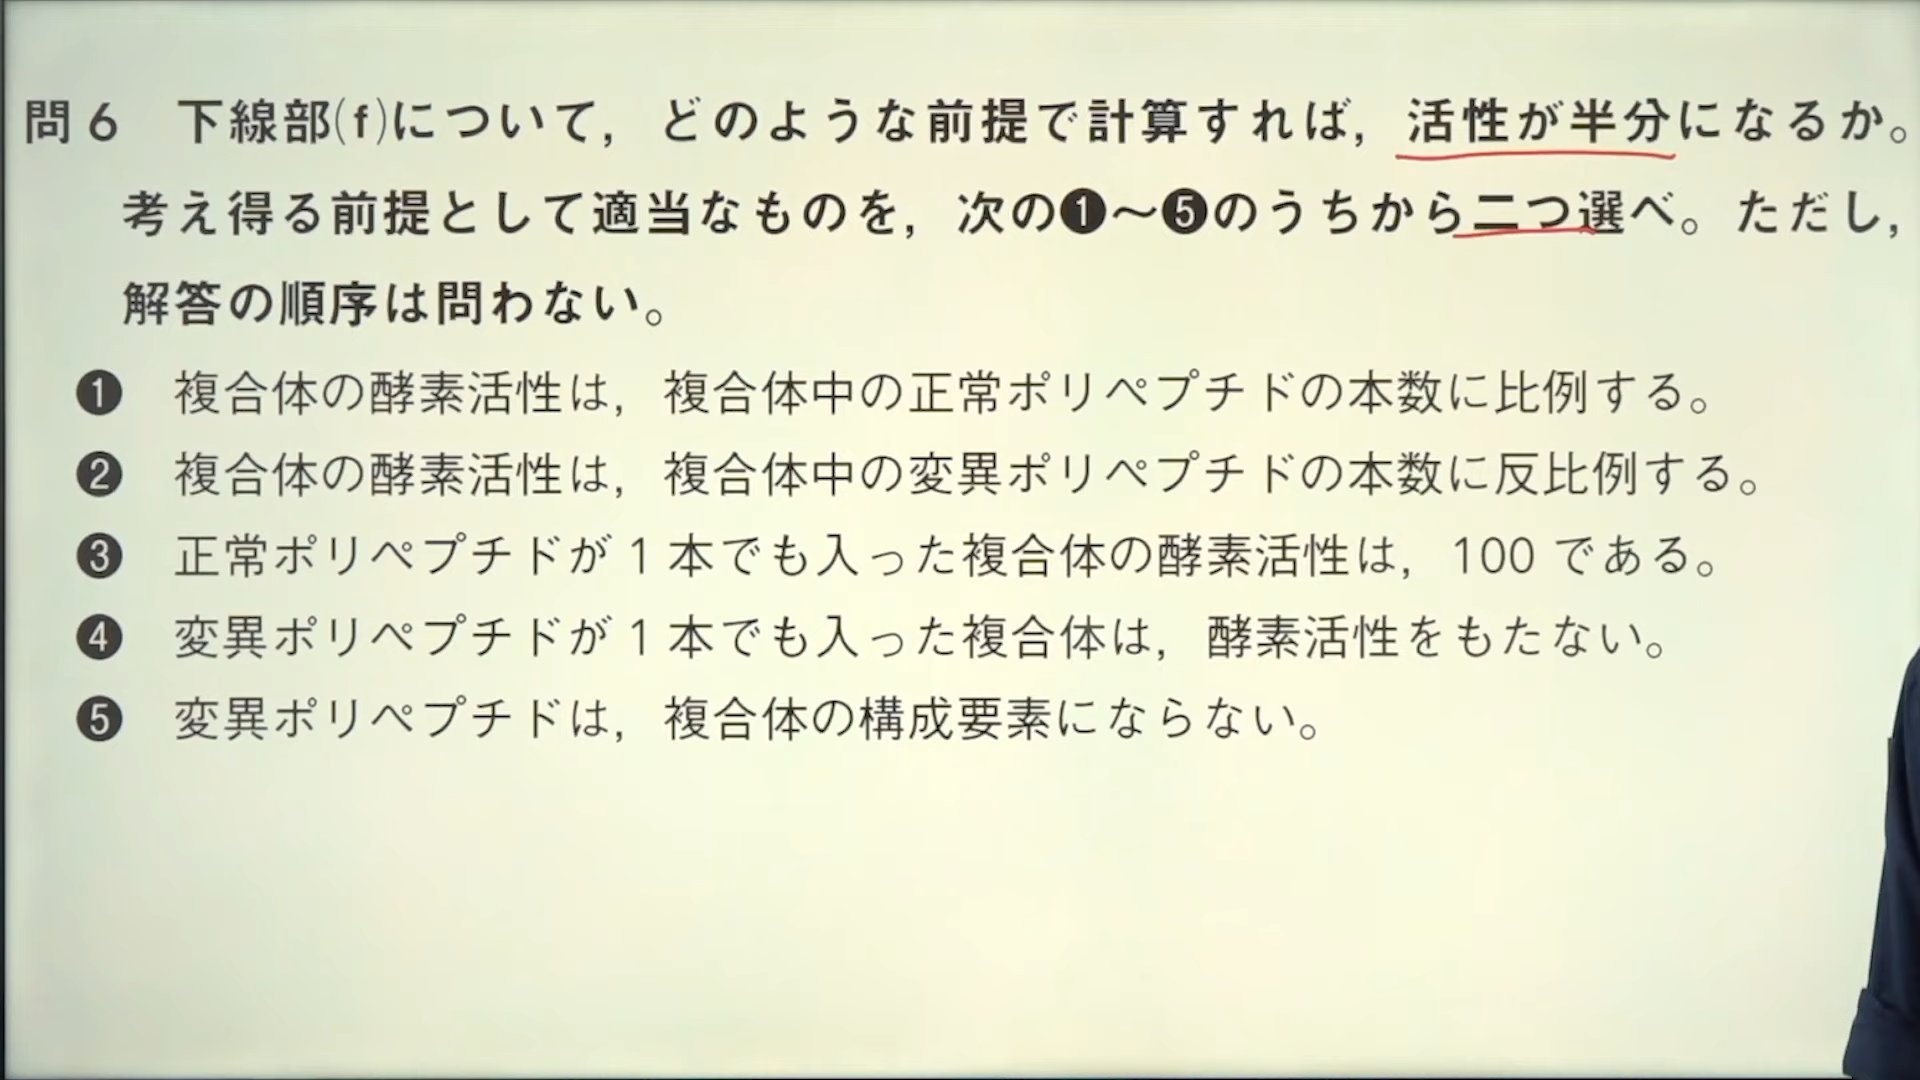 問6 下線部(f)について，どのような前提で計算すれば，活性が半分になるか。
考え得る前提として適当なものを，次の❶～❺のうちから二つ選べ。ただし，
解答の順序は問わない。
❶ 複合体の酵素活性は，複合体中の正常ポリペプチドの本数に比例する。
❷ 複合体の酵素活性は，複合体中の変異ポリペプチドの本数に反比例する。
❸ 正常ポリペプチドが1本でも入った複合体の酵素活性は，100である。
❹ 変異ポリペプチドが1本でも入った複合体は，酵素活性をもたない。
❺ 変異ポリペプチドは，複合体の構成要素にならない。